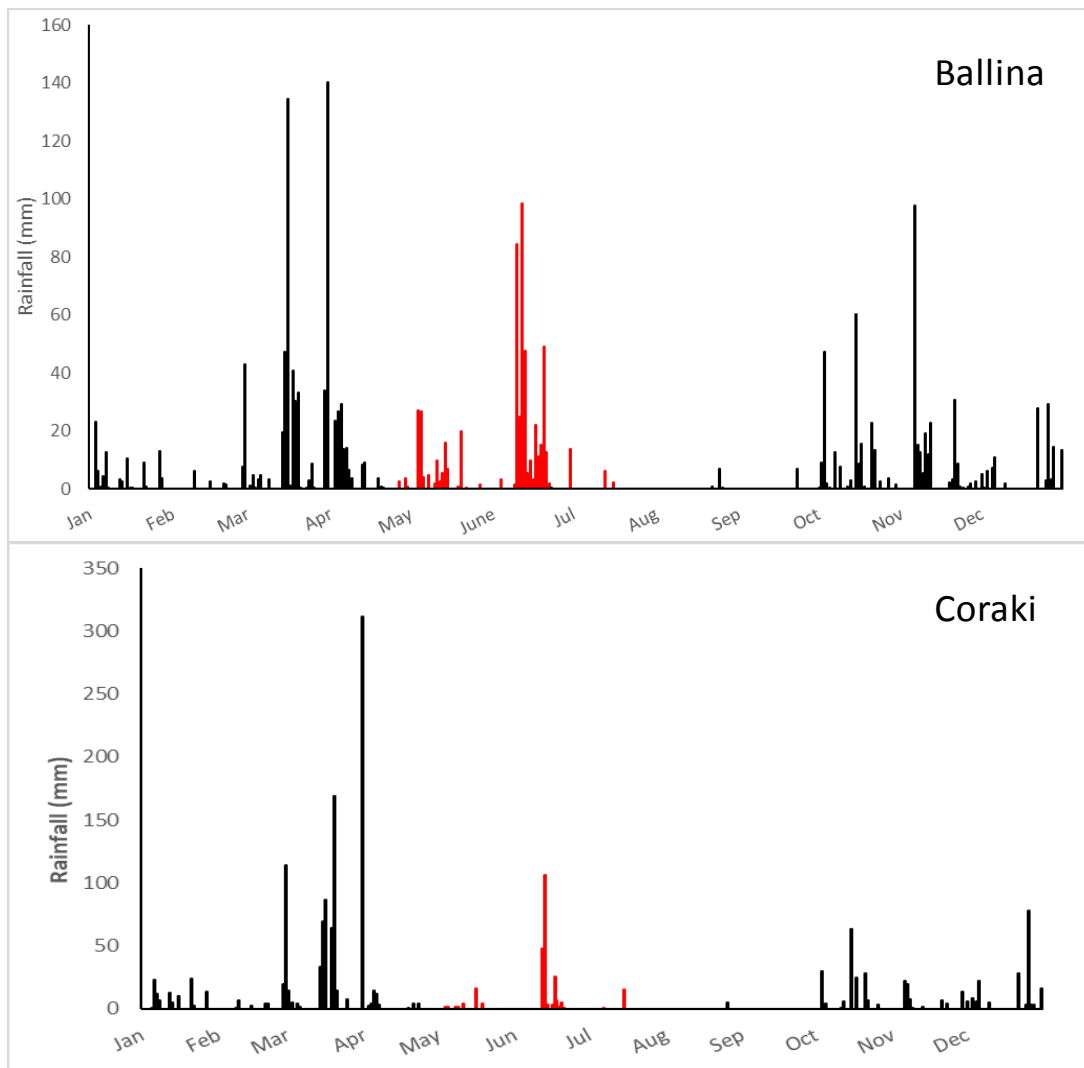 Ballina
Rainfall (mm)
160
140
120
100
80
60
40
20
0
Jan Feb Mar Apr May June Jul Aug Sep Oct Nov Dec
Coraki
Rainfall (mm)
350
300
250
200
150
100
50
0
Jan Feb Mar Apr May Jun Jul Aug Sep Oct Nov Dec